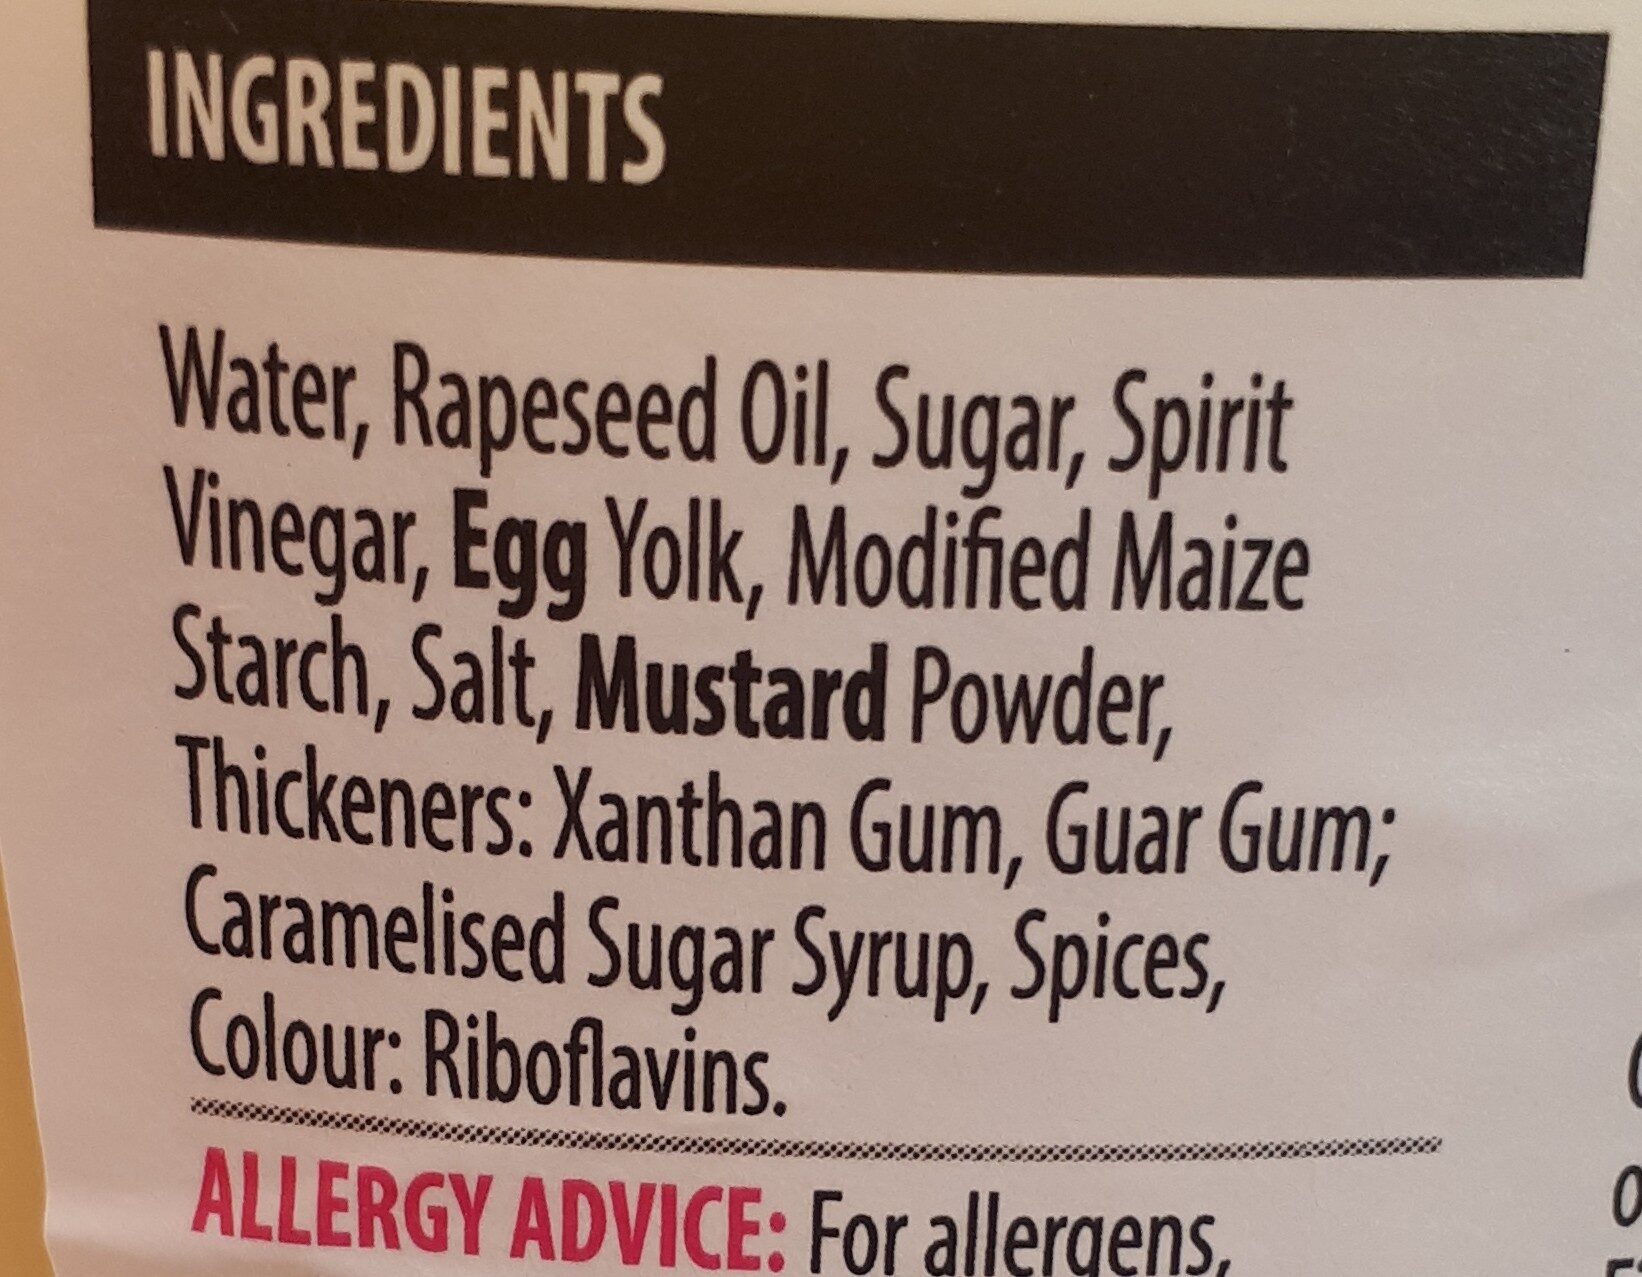 INGREDIENTS
Water, Rapeseed Oil, Sugar, Spirit
Vinegar, Egg Yolk, Modified Maize
Starch, Salt, Mustard Powder,
Thickeners: Xanthan Gum, Guar Gum;
Caramelised Sugar Syrup, Spices,
Colour: Riboflavins.
ALLERGY ADVICE: For allergens,